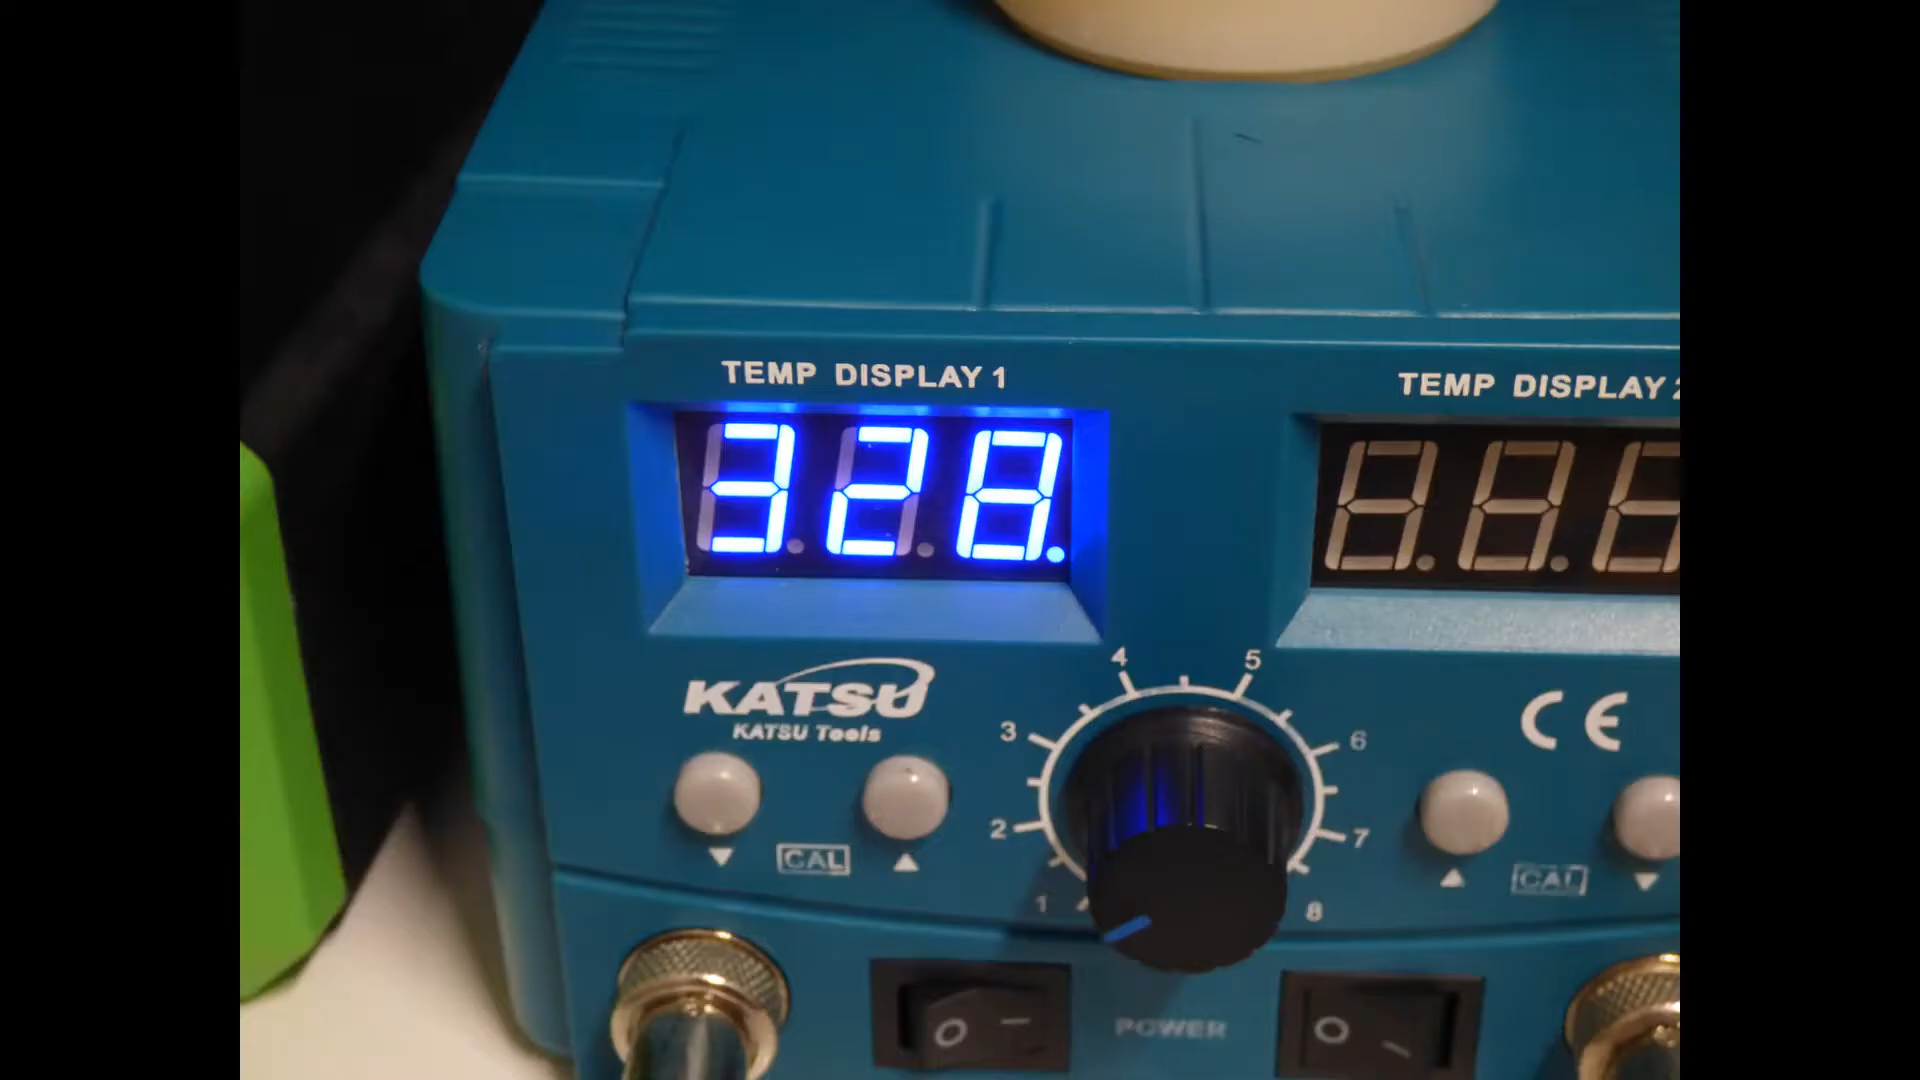 TEMP DISPLAY 1
TEMP DISPLAY 2
328.
KATSU
KATSU Tools
CE
1
2
3
4
5
6
7
8
CAL
CAL
POWER
O –
O –